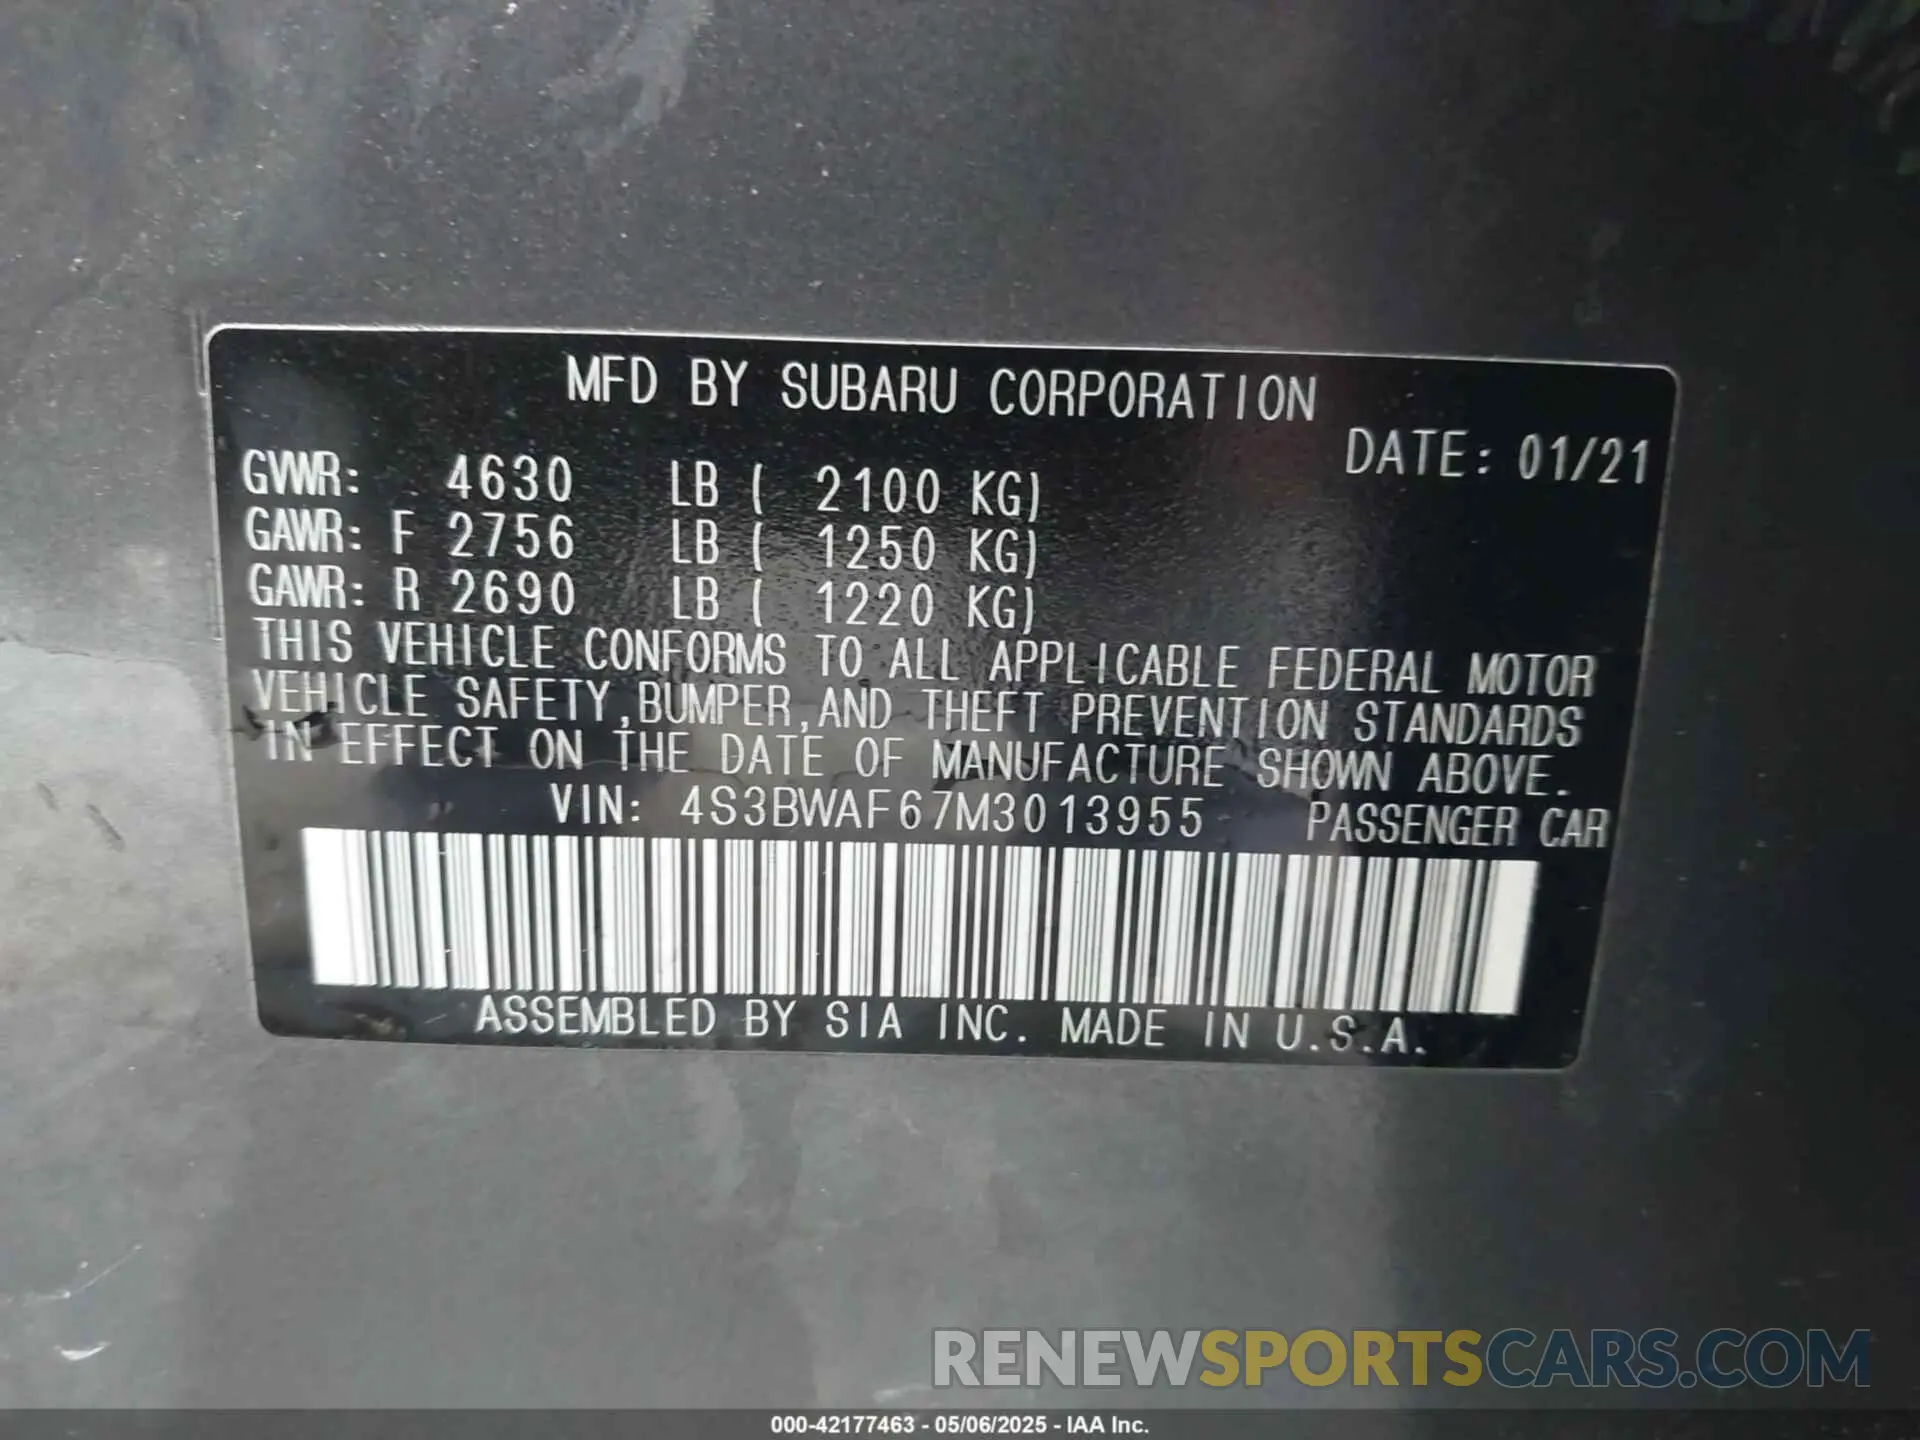 MFD BY SUBARU CORPORATION
DATE: 01/21
GVWR: 4630 LB ( 2100 KG)
GAWR: F 2756 LB ( 1250 KG)
GAWR: R 2690 LB ( 1220 KG)
THIS VEHICLE CONFORMS TO ALL APPLICABLE FEDERAL MOTOR
VEHICLE SAFETY, BUMPER, AND THEFT PREVENTION STANDARDS
IN EFFECT ON THE DATE OF MANUFACTURE SHOWN ABOVE.
VIN: 4S3BWAF67M3013955 PASSENGER CAR
ASSEMBLED BY SIA INC. MADE IN U.S.A.
RENEWSPORTSCARS.COM
000-42177463 - 05/06/2025 - IAA Inc.